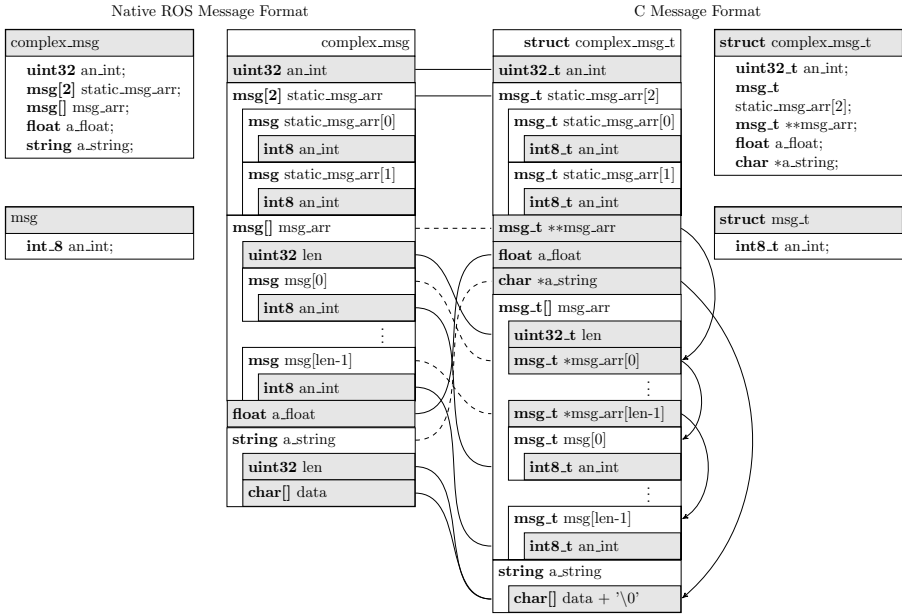 Native ROS Message Format
C Message Format
complex_msg
uint32 an_int;
msg[2] static_msg_arr;
msg[] msg_arr;
float a_float;
string a_string;
msg
int_8 an_int;
complex_msg
uint32 an_int
msg[2] static_msg_arr
msg static_msg_arr[0]
int8 an_int
msg static_msg_arr[1]
int8 an_int
msg[] msg_arr
uint32 len
msg msg[0]
int8 an_int
⋮
msg msg[len-1]
int8 an_int
float a_float
string a_string
uint32 len
char[] data
struct complex_msg_t
uint32_t an_int
msg_t static_msg_arr[2]
msg_t static_msg_arr[0]
int8_t an_int
msg_t static_msg_arr[1]
int8_t an_int
msg_t **msg_arr
float a_float
char *a_string
msg_t[] msg_arr
uint32_t len
msg_t *msg_arr[0]
⋮
msg_t *msg_arr[len-1]
msg_t msg[0]
int8_t an_int
⋮
msg_t msg[len-1]
int8_t an_int
string a_string
char[] data + '\0'
struct complex_msg_t
uint32_t an_int;
msg_t
static_msg_arr[2];
msg_t **msg_arr;
float a_float;
char *a_string;
struct msg_t
int8_t an_int;